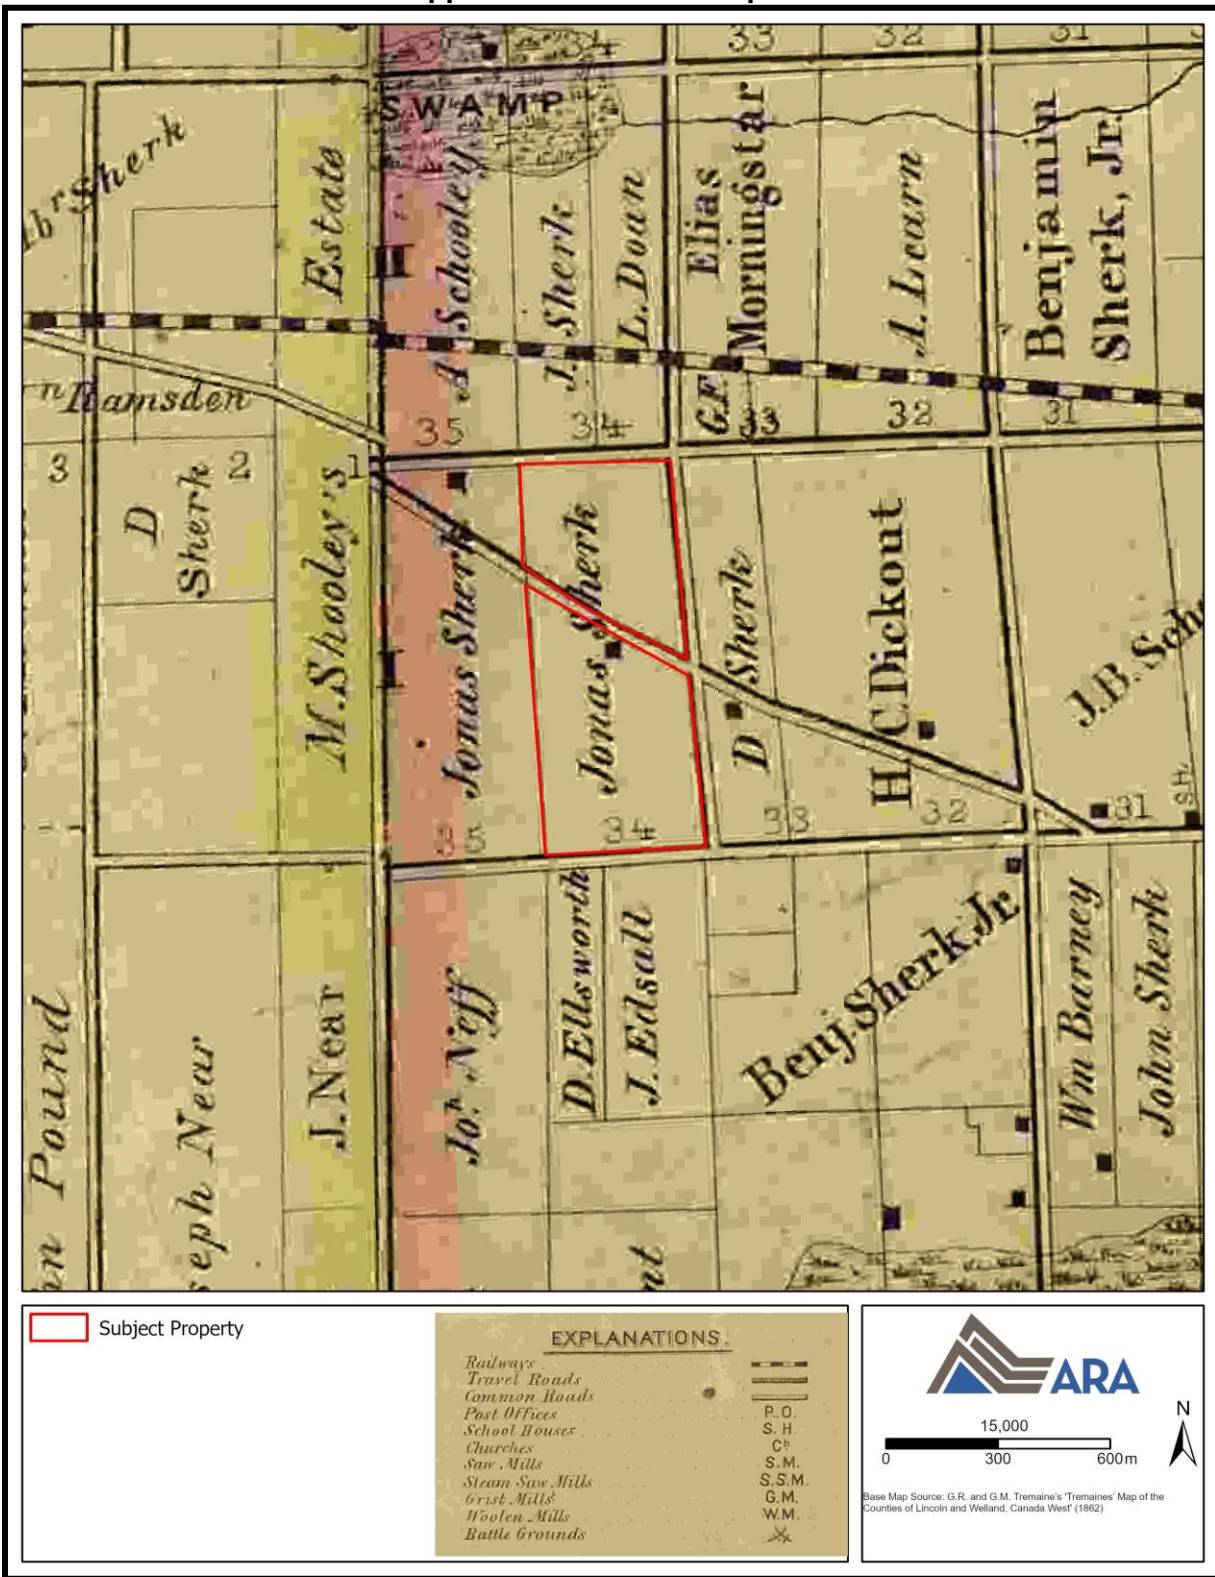 33
32
31
SWAMP
Sherk
Estate
A Schooley
J. Sherk
L. Doan
Elias
Morningstar
A. Learn
Benjamin
Sherk, Jr.
II
Ramsden
35
34
G.F.
33
32
31
3
D
Sherk
2
1
M. Shooley's
Jonas Sherk
I
Jonas Sherk
D Sherk
H. C. Dickout
J.B. Sch
35
34
33
32
31
Pound
seph Near
J. Near
Joh. Neff
D. Ellsworth
J. Edsall
Benj. Sherk, Jr.
Wm Barney
John Sherk
Subject Property
EXPLANATIONS.
Railways
Travel Roads
Common Roads
Post Offices P.O.
School Houses S.H.
Churches Ch
Saw Mills S.M.
Steam Saw Mills S.S.M.
Grist Mills G.M.
Woolen Mills W.M.
Battle Grounds
ARA
15,000
0 300 600m
N
Base Map Source: G.R. and G.M. Tremaine's 'Tremaines' Map of the
Counties of Lincoln and Welland, Canada West' (1862)